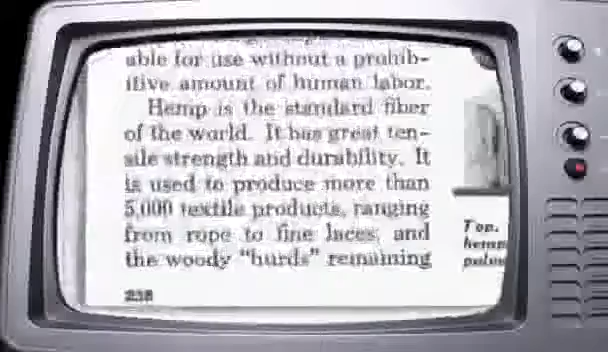 able for use without a prohib-
itive amount of human labor.
Hemp is the standard fiber
of the world. It has great ten-
sile strength and durability. It
is used to produce more than
5,000 textile products, ranging
from rope to fine laces, and
the woody "hurds" remaining
238
Top,
hemp